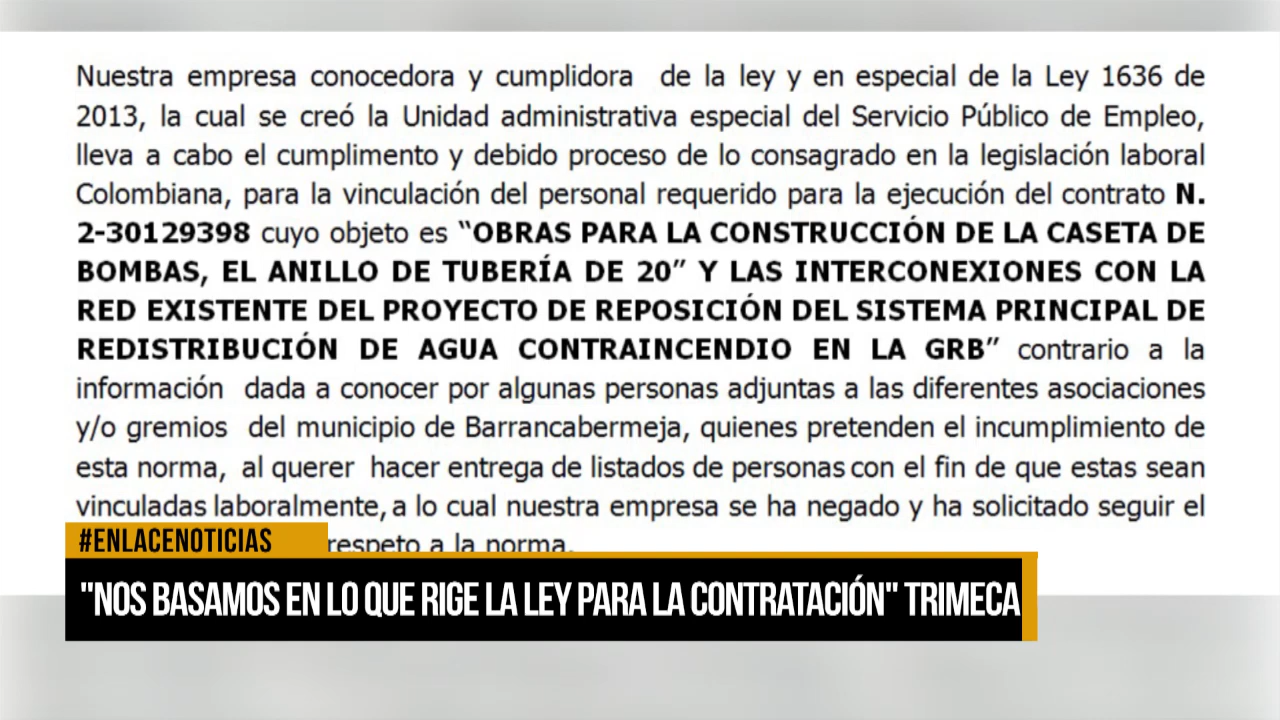 Nuestra empresa conocedora y cumplidora de la ley y en especial de la Ley 1636 de
2013, la cual se creó la Unidad administrativa especial del Servicio Público de Empleo,
lleva a cabo el cumplimento y debido proceso de lo consagrado en la legislación laboral
Colombiana, para la vinculación del personal requerido para la ejecución del contrato N.
2-30129398 cuyo objeto es “OBRAS PARA LA CONSTRUCCIÓN DE LA CASETA DE
BOMBAS, EL ANILLO DE TUBERÍA DE 20” Y LAS INTERCONEXIONES CON LA
RED EXISTENTE DEL PROYECTO DE REPOSICIÓN DEL SISTEMA PRINCIPAL DE
REDISTRIBUCIÓN DE AGUA CONTRAINCENDIO EN LA GRB” contrario a la
información dada a conocer por algunas personas adjuntas a las diferentes asociaciones
y/o gremios del municipio de Barrancabermeja, quienes pretenden el incumplimiento de
esta norma, al querer hacer entrega de listados de personas con el fin de que estas sean
vinculadas laboralmente, a lo cual nuestra empresa se ha negado y ha solicitado seguir el
respeto a la norma.
#ENLACENOTICIAS
"NOS BASAMOS EN LO QUE RIGE LA LEY PARA LA CONTRATACIÓN" TRIMECA